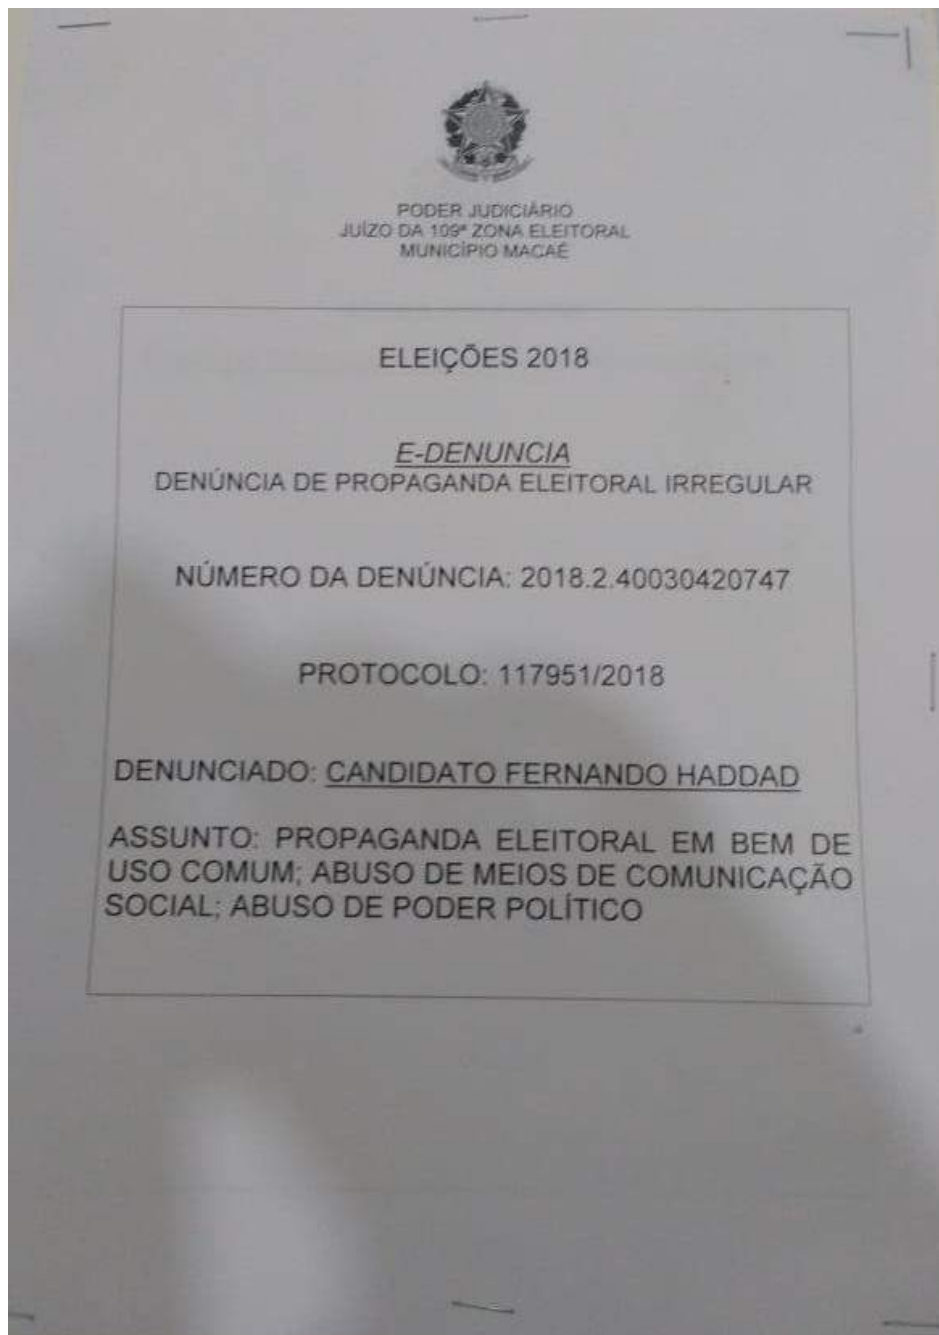 PODER JUDICIÁRIO
JUÍZO DA 109ª ZONA ELEITORAL
MUNICÍPIO MACAÉ
ELEIÇÕES 2018
E-DENUNCIA
DENÚNCIA DE PROPAGANDA ELEITORAL IRREGULAR
NÚMERO DA DENÚNCIA: 2018.2.40030420747
PROTOCOLO: 117951/2018
DENUNCIADO: CANDIDATO FERNANDO HADDAD
ASSUNTO: PROPAGANDA ELEITORAL EM BEM DE
USO COMUM; ABUSO DE MEIOS DE COMUNICAÇÃO
SOCIAL; ABUSO DE PODER POLÍTICO